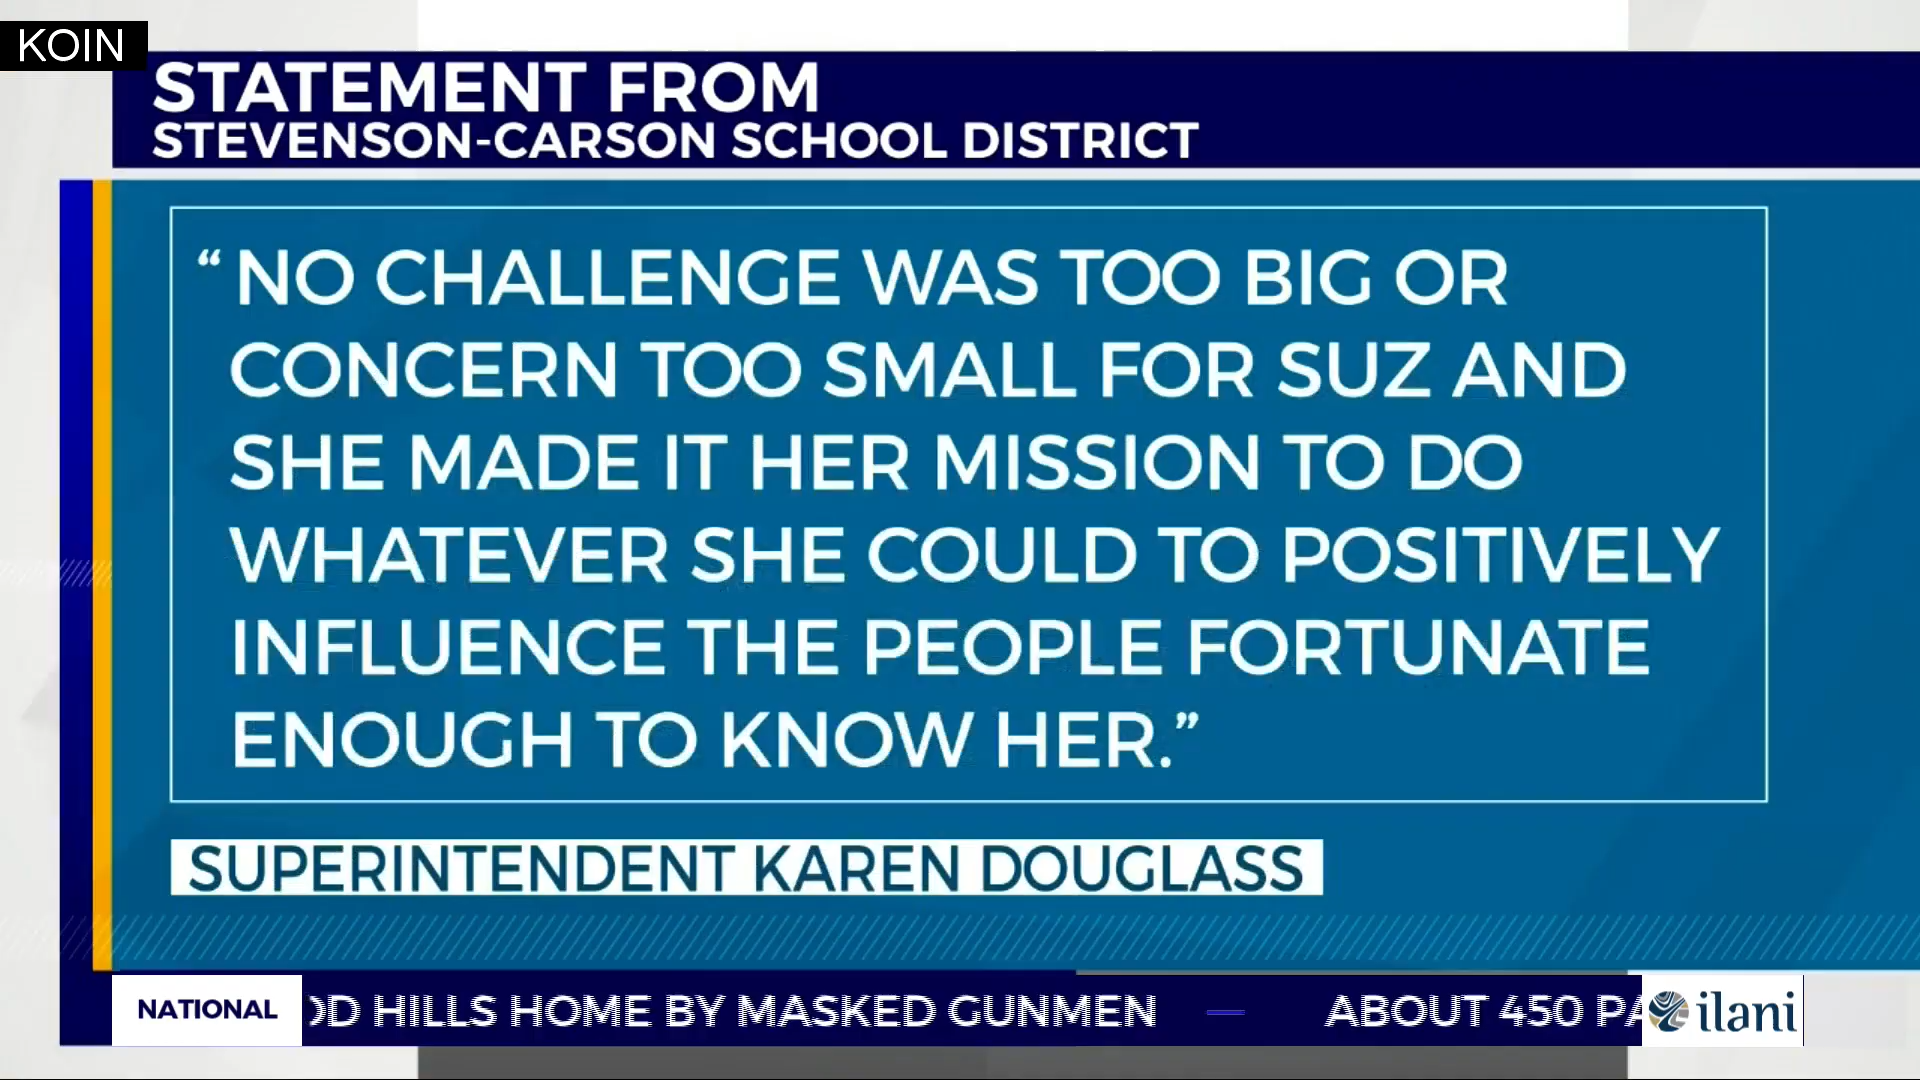 KOIN
STATEMENT FROM
STEVENSON-CARSON SCHOOL DISTRICT
“ NO CHALLENGE WAS TOO BIG OR
CONCERN TOO SMALL FOR SUZ AND
SHE MADE IT HER MISSION TO DO
WHATEVER SHE COULD TO POSITIVELY
INFLUENCE THE PEOPLE FORTUNATE
ENOUGH TO KNOW HER.”
SUPERINTENDENT KAREN DOUGLASS
NATIONAL HILLS HOME BY MASKED GUNMEN — ABOUT 450 ilani